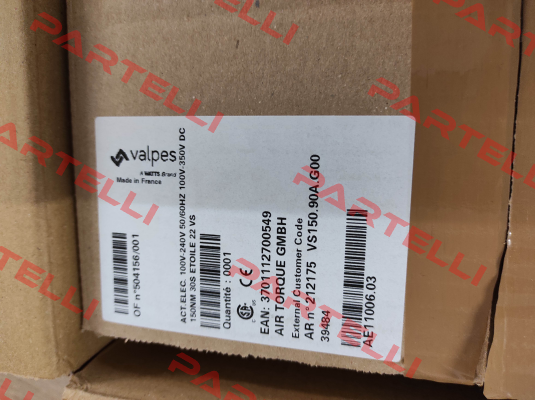 PARTELLI
valpes
A WATTS Brand
Made in France
OF n°504156/001
ACT.ELEC. 100V-240V 50/60HZ 100V-350V DC
150NM 30S ETOILE 22 VS
Quantité : 0001
EAN: 3701112700549
AIR TORQUE GMBH
External Customer Code
AR n°212175 VS150.90A.G00
39484
AE11006.03
PARTELLI
PARTELLI
PARTELLI
PARTELLI